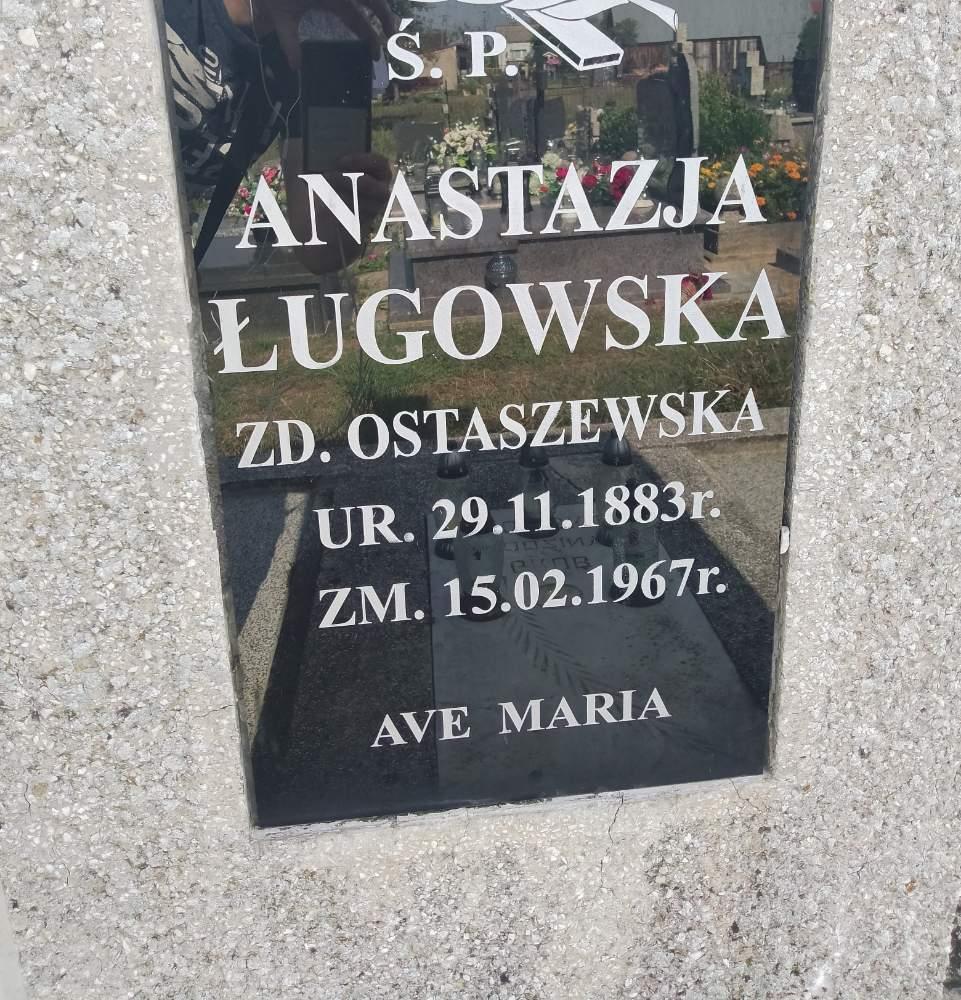 Ś. P.
ANASTAZJA
ŁUGOWSKA
ZD. OSTASZEWSKA
UR. 29.11.1883r.
ZM. 15.02.1967r.
AVE MARIA